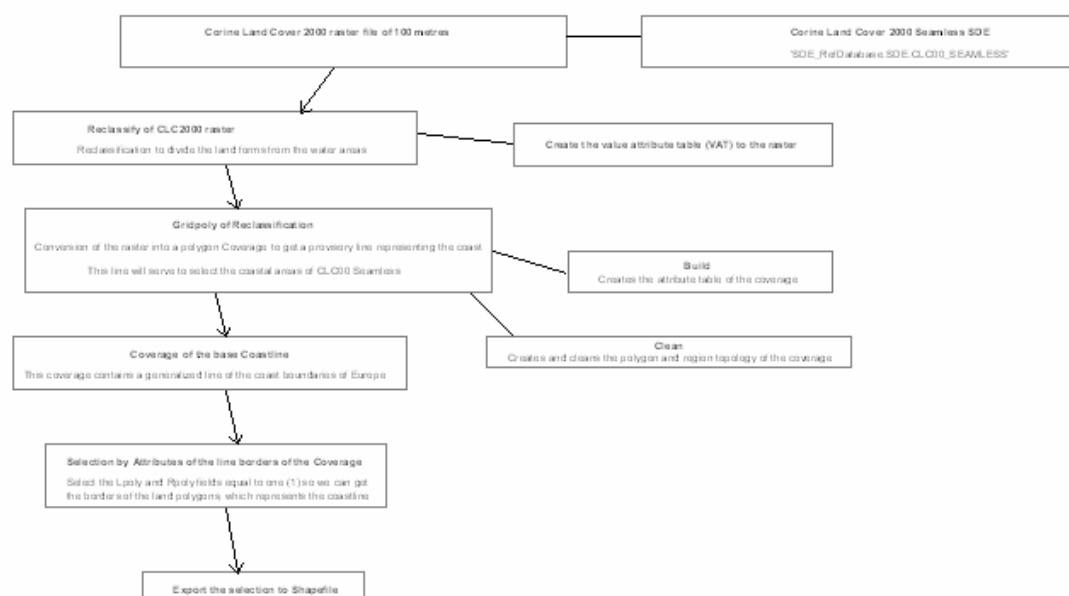 Corine Land Cover 2000 raster file of 100 metres
Corine Land Cover 2000 Seamless SDE
'SDE_RefDatabase.SDE.CLC00_SEAMLESS'
Reclassify of CLC2000 raster
Reclassification to divide the land forms from the water areas
Create the value attribute table (VAT) to the raster
Gridpoly of Reclassification
Conversion of the raster into a polygon Coverage to get a provisory line representing the coast
This line will serve to select the coastal areas of CLC00 Seamless
Build
Creates the attribute table of the coverage
Clean
Creates and cleans the polygon and region topology of the coverage
Coverage of the base Coastline
This coverage contains a generalized line of the coast boundaries of Europe
Selection by Attributes of the line borders of the Coverage
Select the Lpoly and Rpoly fields equal to one (1) so we can get
the borders of the land polygons, which represents the coastline
Export the selection to Shapefile